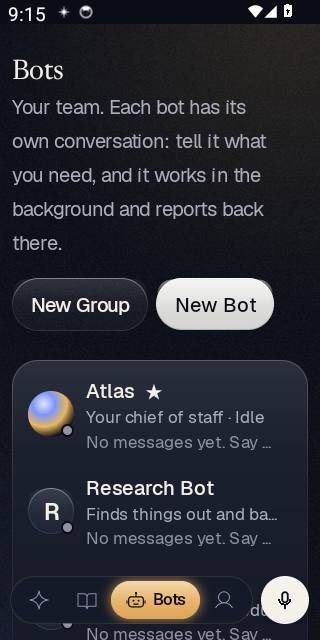 9:15
Bots
Your team. Each bot has its
own conversation: tell it what
you need, and it works in the
background and reports back
there.
New Group
New Bot
Atlas ★
Your chief of staff · Idle
No messages yet. Say ...
R
Research Bot
Finds things out and ba...
No messages yet. Say ...
Bots
No messages yet. Say ...